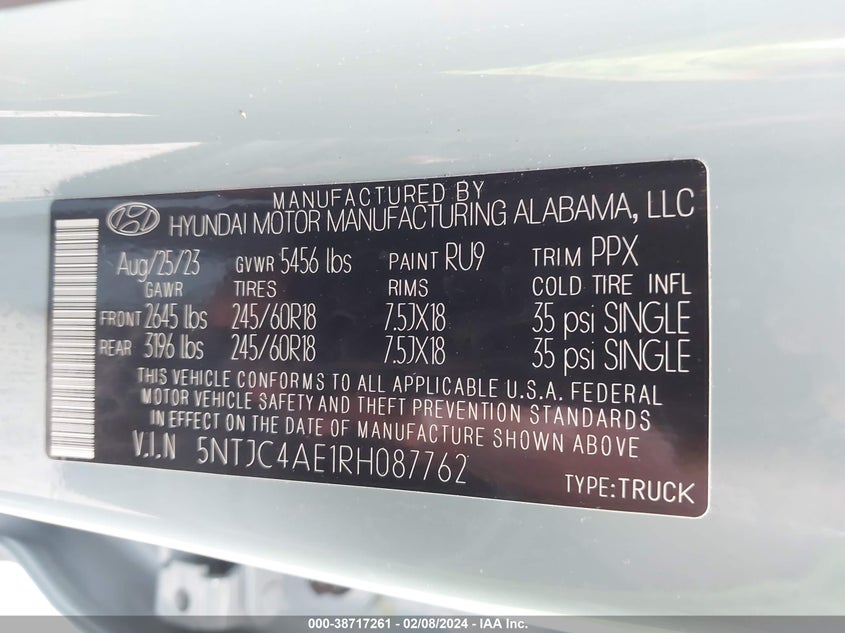 MANUFACTURED BY
HYUNDAI MOTOR MANUFACTURING ALABAMA, LLC
Aug/25/23 GVWR 5456 lbs PAINT RU9 TRIM PPX
GAWR TIRES RIMS COLD TIRE INFL
FRONT 2645 lbs 245/60R18 7.5JX18 35 psi SINGLE
REAR 3196 lbs 245/60R18 7.5JX18 35 psi SINGLE
THIS VEHICLE CONFORMS TO ALL APPLICABLE U.S.A. FEDERAL
MOTOR VEHICLE SAFETY AND THEFT PREVENTION STANDARDS
IN EFFECT ON THE DATE OF MANUFACTURE SHOWN ABOVE
V.I.N 5NTJC4AE1RH087762
TYPE:TRUCK
000-38717261 - 02/08/2024 - IAA Inc.